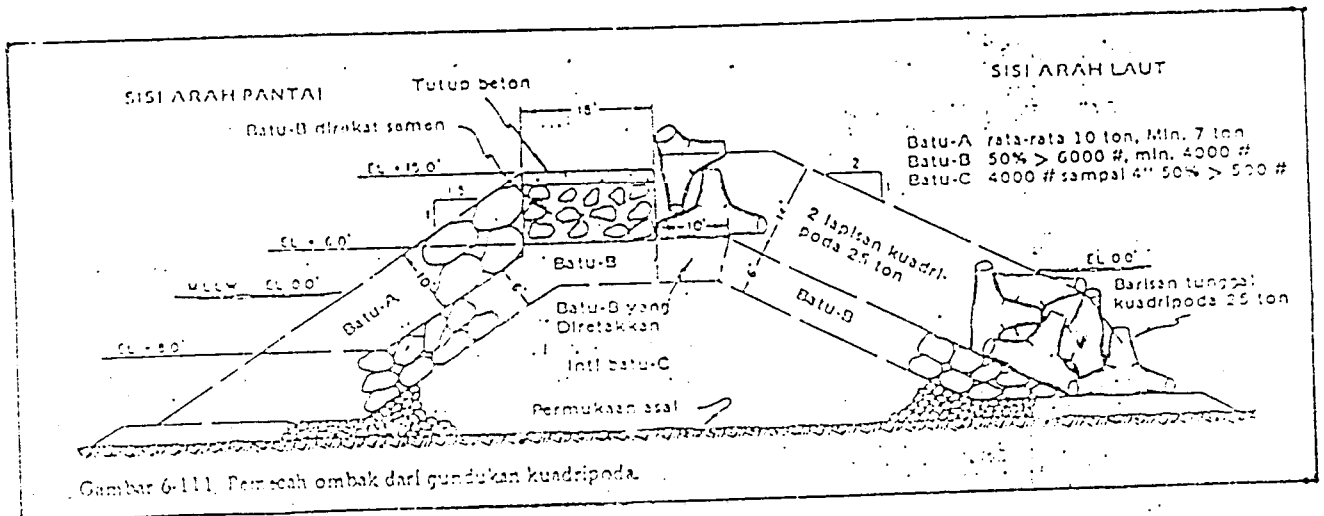 SISI ARAH PANTAI
Tutup beton
SISI ARAH LAUT
Batu-B direkat semen
15'
Batu-A rata-rata 10 ton, Min. 7 ton
Batu-B 50% > 6000 #, min. 4000 #
Batu-C 4000 # sampai 4" 50% > 500 #
EL + 15.0'
2
1
1.5
1
10'
2 lapisan kuadri-
poda 25 ton
EL + 6.0'
Batu-B
6'
EL 0.0'
MLLW
EL 0.0'
Batu-A
10'
Batu-B yang
Diretakkan
Batu-B
Barisan tunggal
kuadripoda 25 ton
Inti batu-C
Permukaan asal
Gambar 6-111 Pemecah ombak dari gundukan kuadripoda.